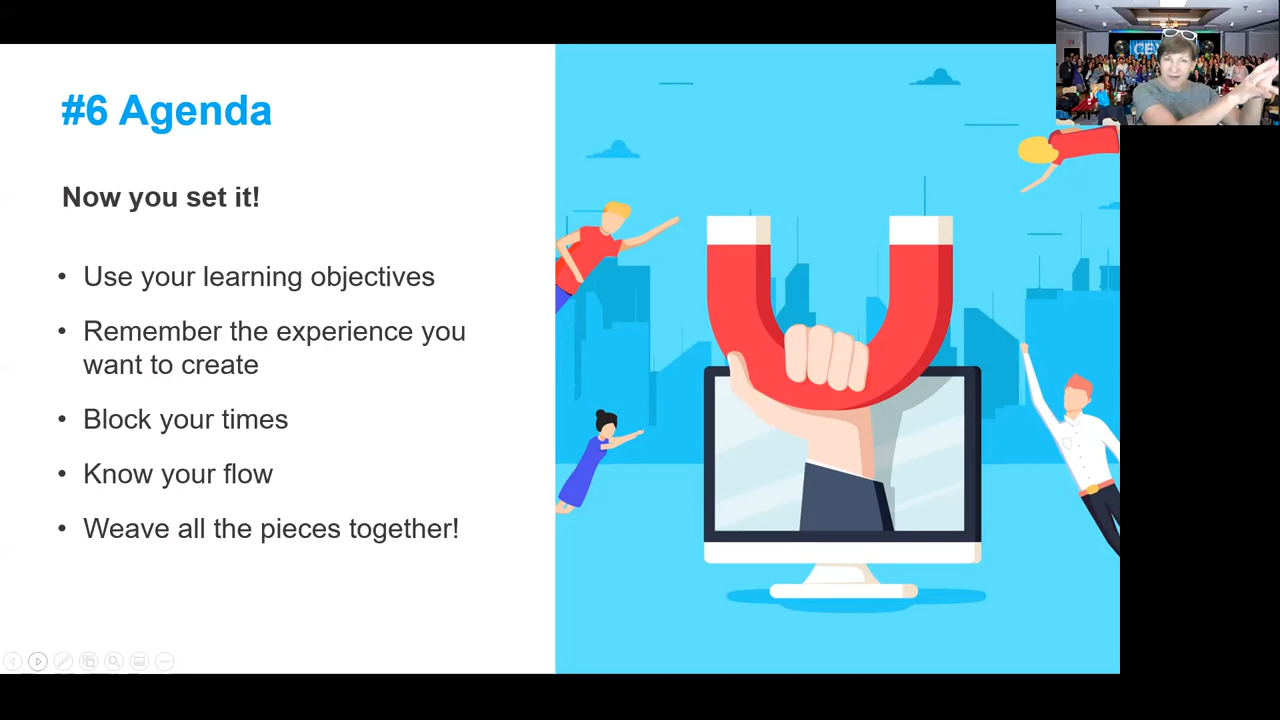 #6 Agenda
Now you set it!
• Use your learning objectives
• Remember the experience you
want to create
• Block your times
• Know your flow
• Weave all the pieces together!